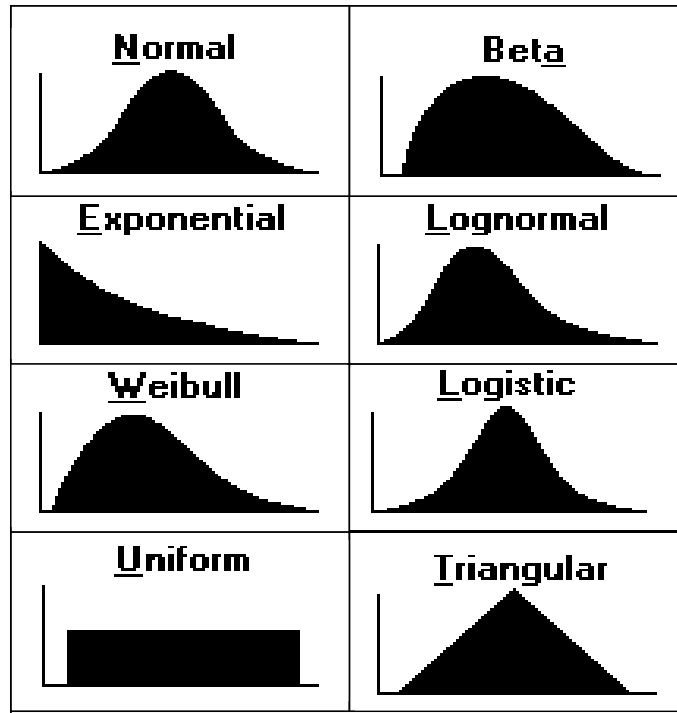 Normal
Beta
Exponential
Lognormal
Weibull
Logistic
Uniform
Triangular